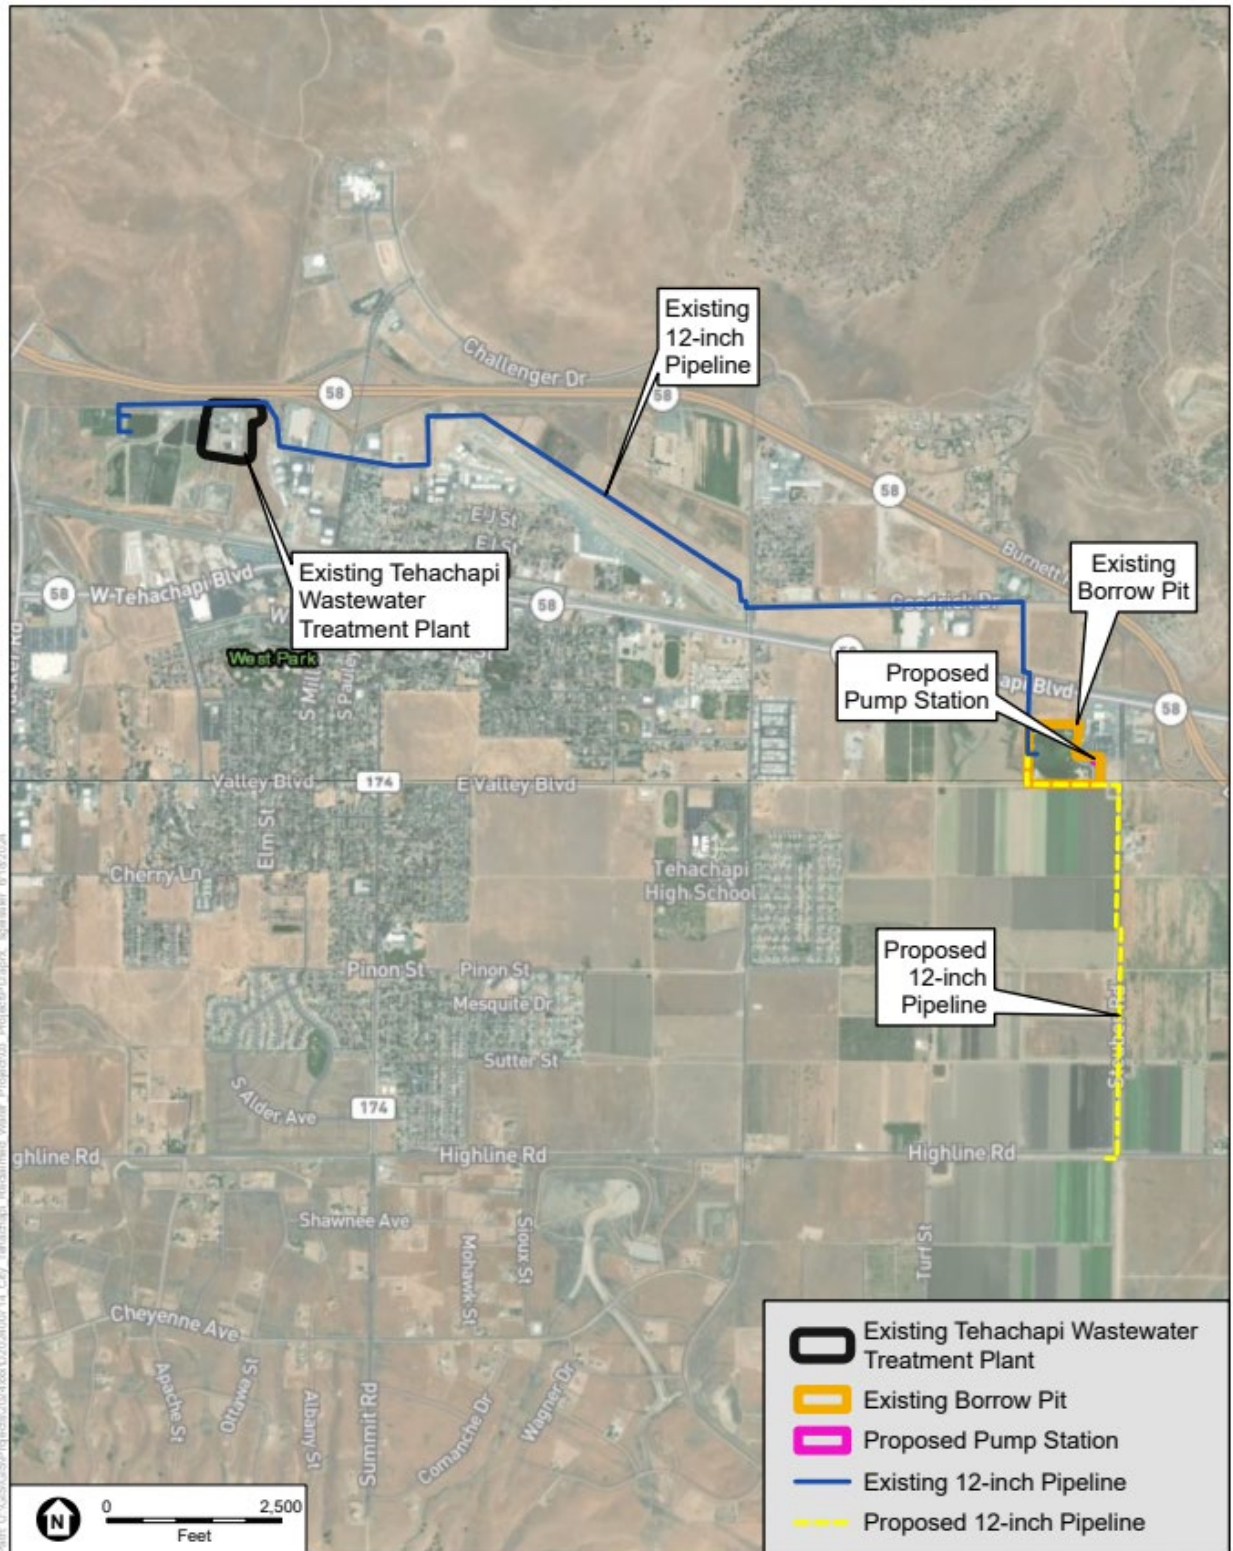 Challenger Dr
Existing
12-inch
Pipeline
58
58
58
E J St
Burnett
Existing
Borrow Pit
Existing Tehachapi
Wastewater
Treatment Plant
W Tehachapi Blvd
58
58
Goodrick Dr
West Park
S Mill
Proposed
Pump Station
api Blvd
58
Valley Blvd
174
E Valley Blvd
Elm St
Cherry Ln
Tehachapi
High School
Proposed
12-inch
Pipeline
Pinon St
Pinon St
Mesquite Dr
Sutter St
S Alder Ave
174
ghline Rd
Highline Rd
Highline Rd
Shawnee Ave
Sioux St
Mohawk St
Turf St
Cheyenne Ave
Apache St
Ottawa St
Albany St
Summit Rd
Comanche Dr
Wagner Dr
Existing Tehachapi Wastewater
Treatment Plant
Existing Borrow Pit
Proposed Pump Station
Existing 12-inch Pipeline
Proposed 12-inch Pipeline
N
0 2,500
Feet